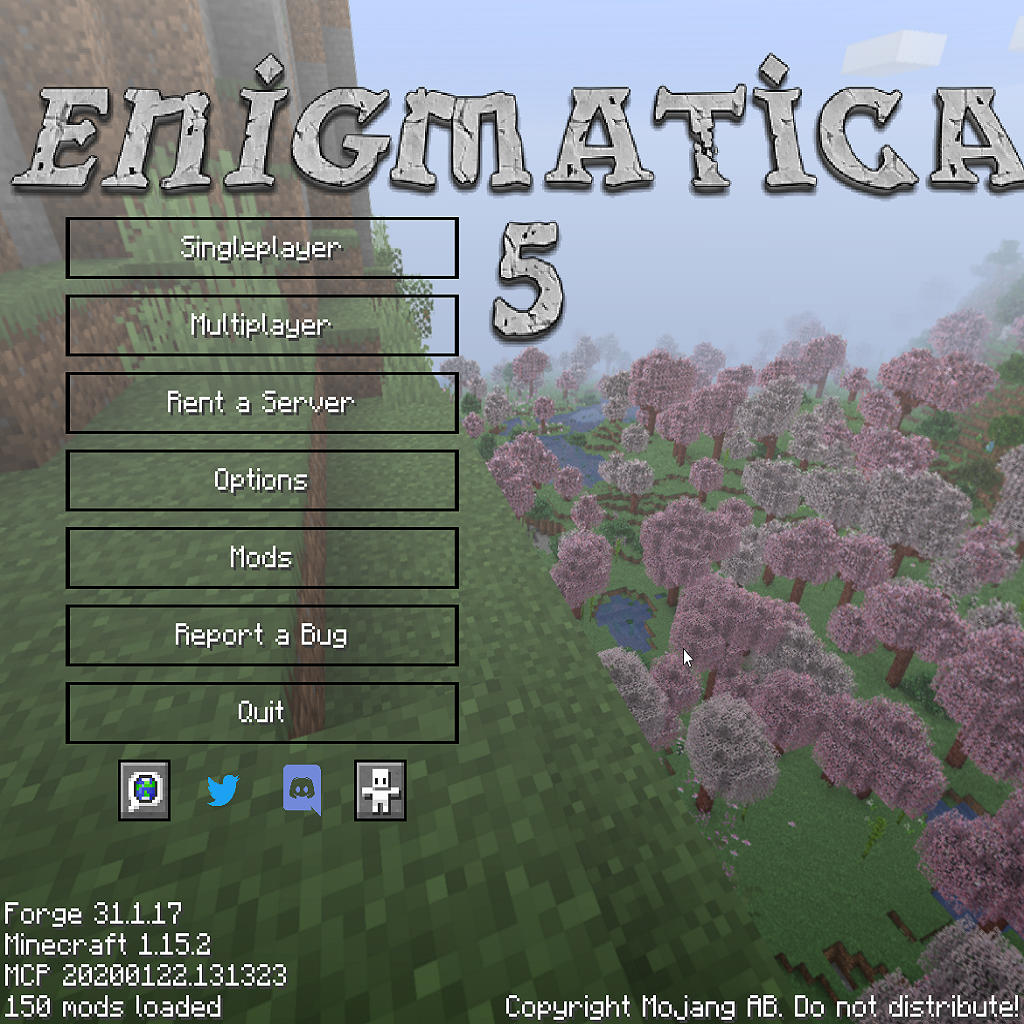 ENIGMATICA
5
Singleplayer
Multiplayer
Rent a Server
Options
Mods
Report a Bug
Quit
Forge 31.1.17
Minecraft 1.15.2
MCP 20200122.131323
150 mods loaded
Copyright Mojang AB. Do not distribute!